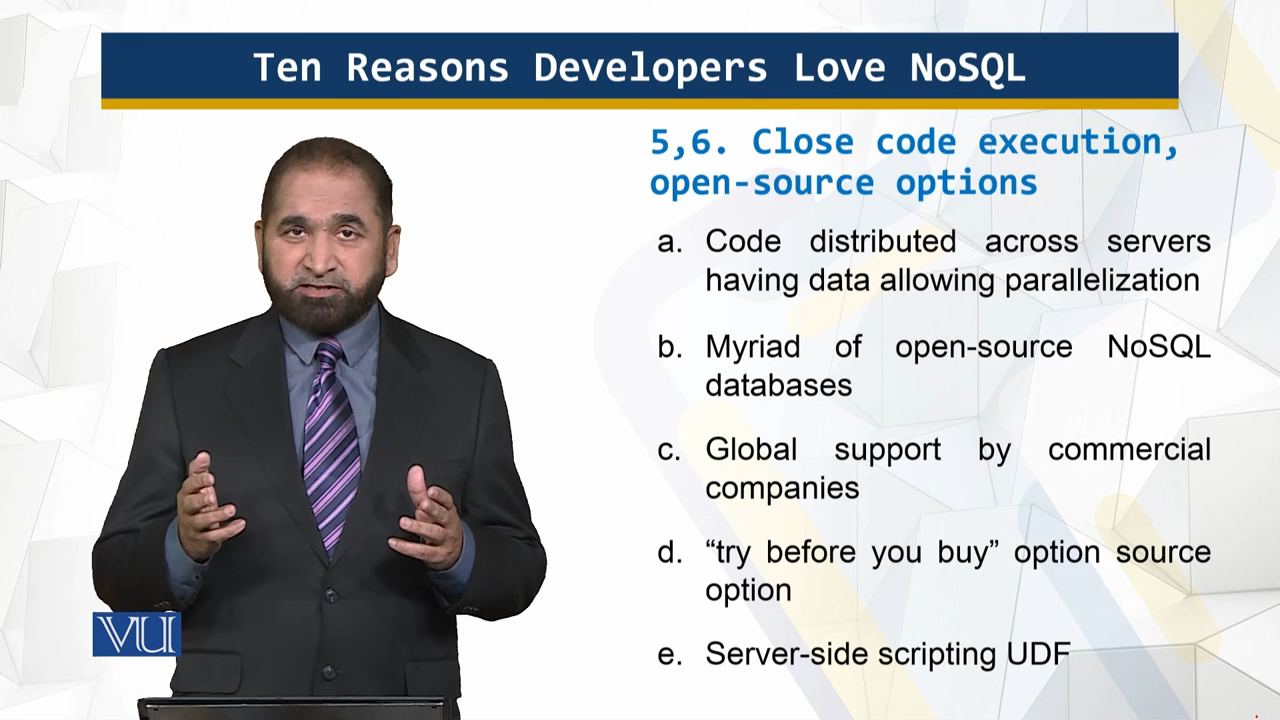 Ten Reasons Developers Love NoSQL
5,6. Close code execution,
open-source options
a. Code distributed across servers
having data allowing parallelization
b. Myriad of open-source NoSQL
databases
c. Global support by commercial
companies
d. “try before you buy” option source
option
e. Server-side scripting UDF
VU